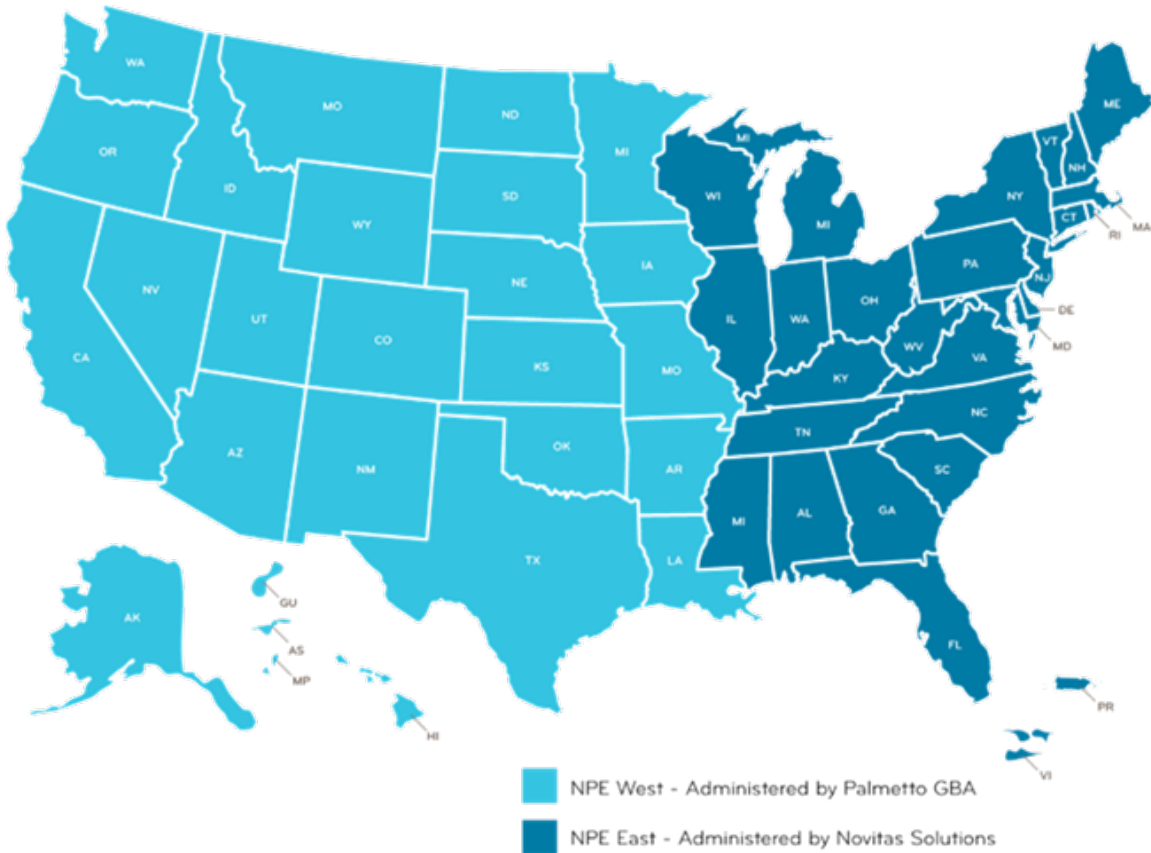 WA
MO
ND
MI
OR
ID
SD
WY
WI
MI
MI
ME
VT
NH
NY
MA
CT
RI
IA
NE
PA
NJ
NV
UT
CO
IL
WA
OH
DE
MD
WV
VA
CA
KS
MO
KY
NC
TN
AZ
NM
OK
AR
SC
MI
AL
GA
TX
LA
AK
GU
AS
MP
HI
FL
PR
VI
NPE West - Administered by Palmetto GBA
NPE East - Administered by Novitas Solutions